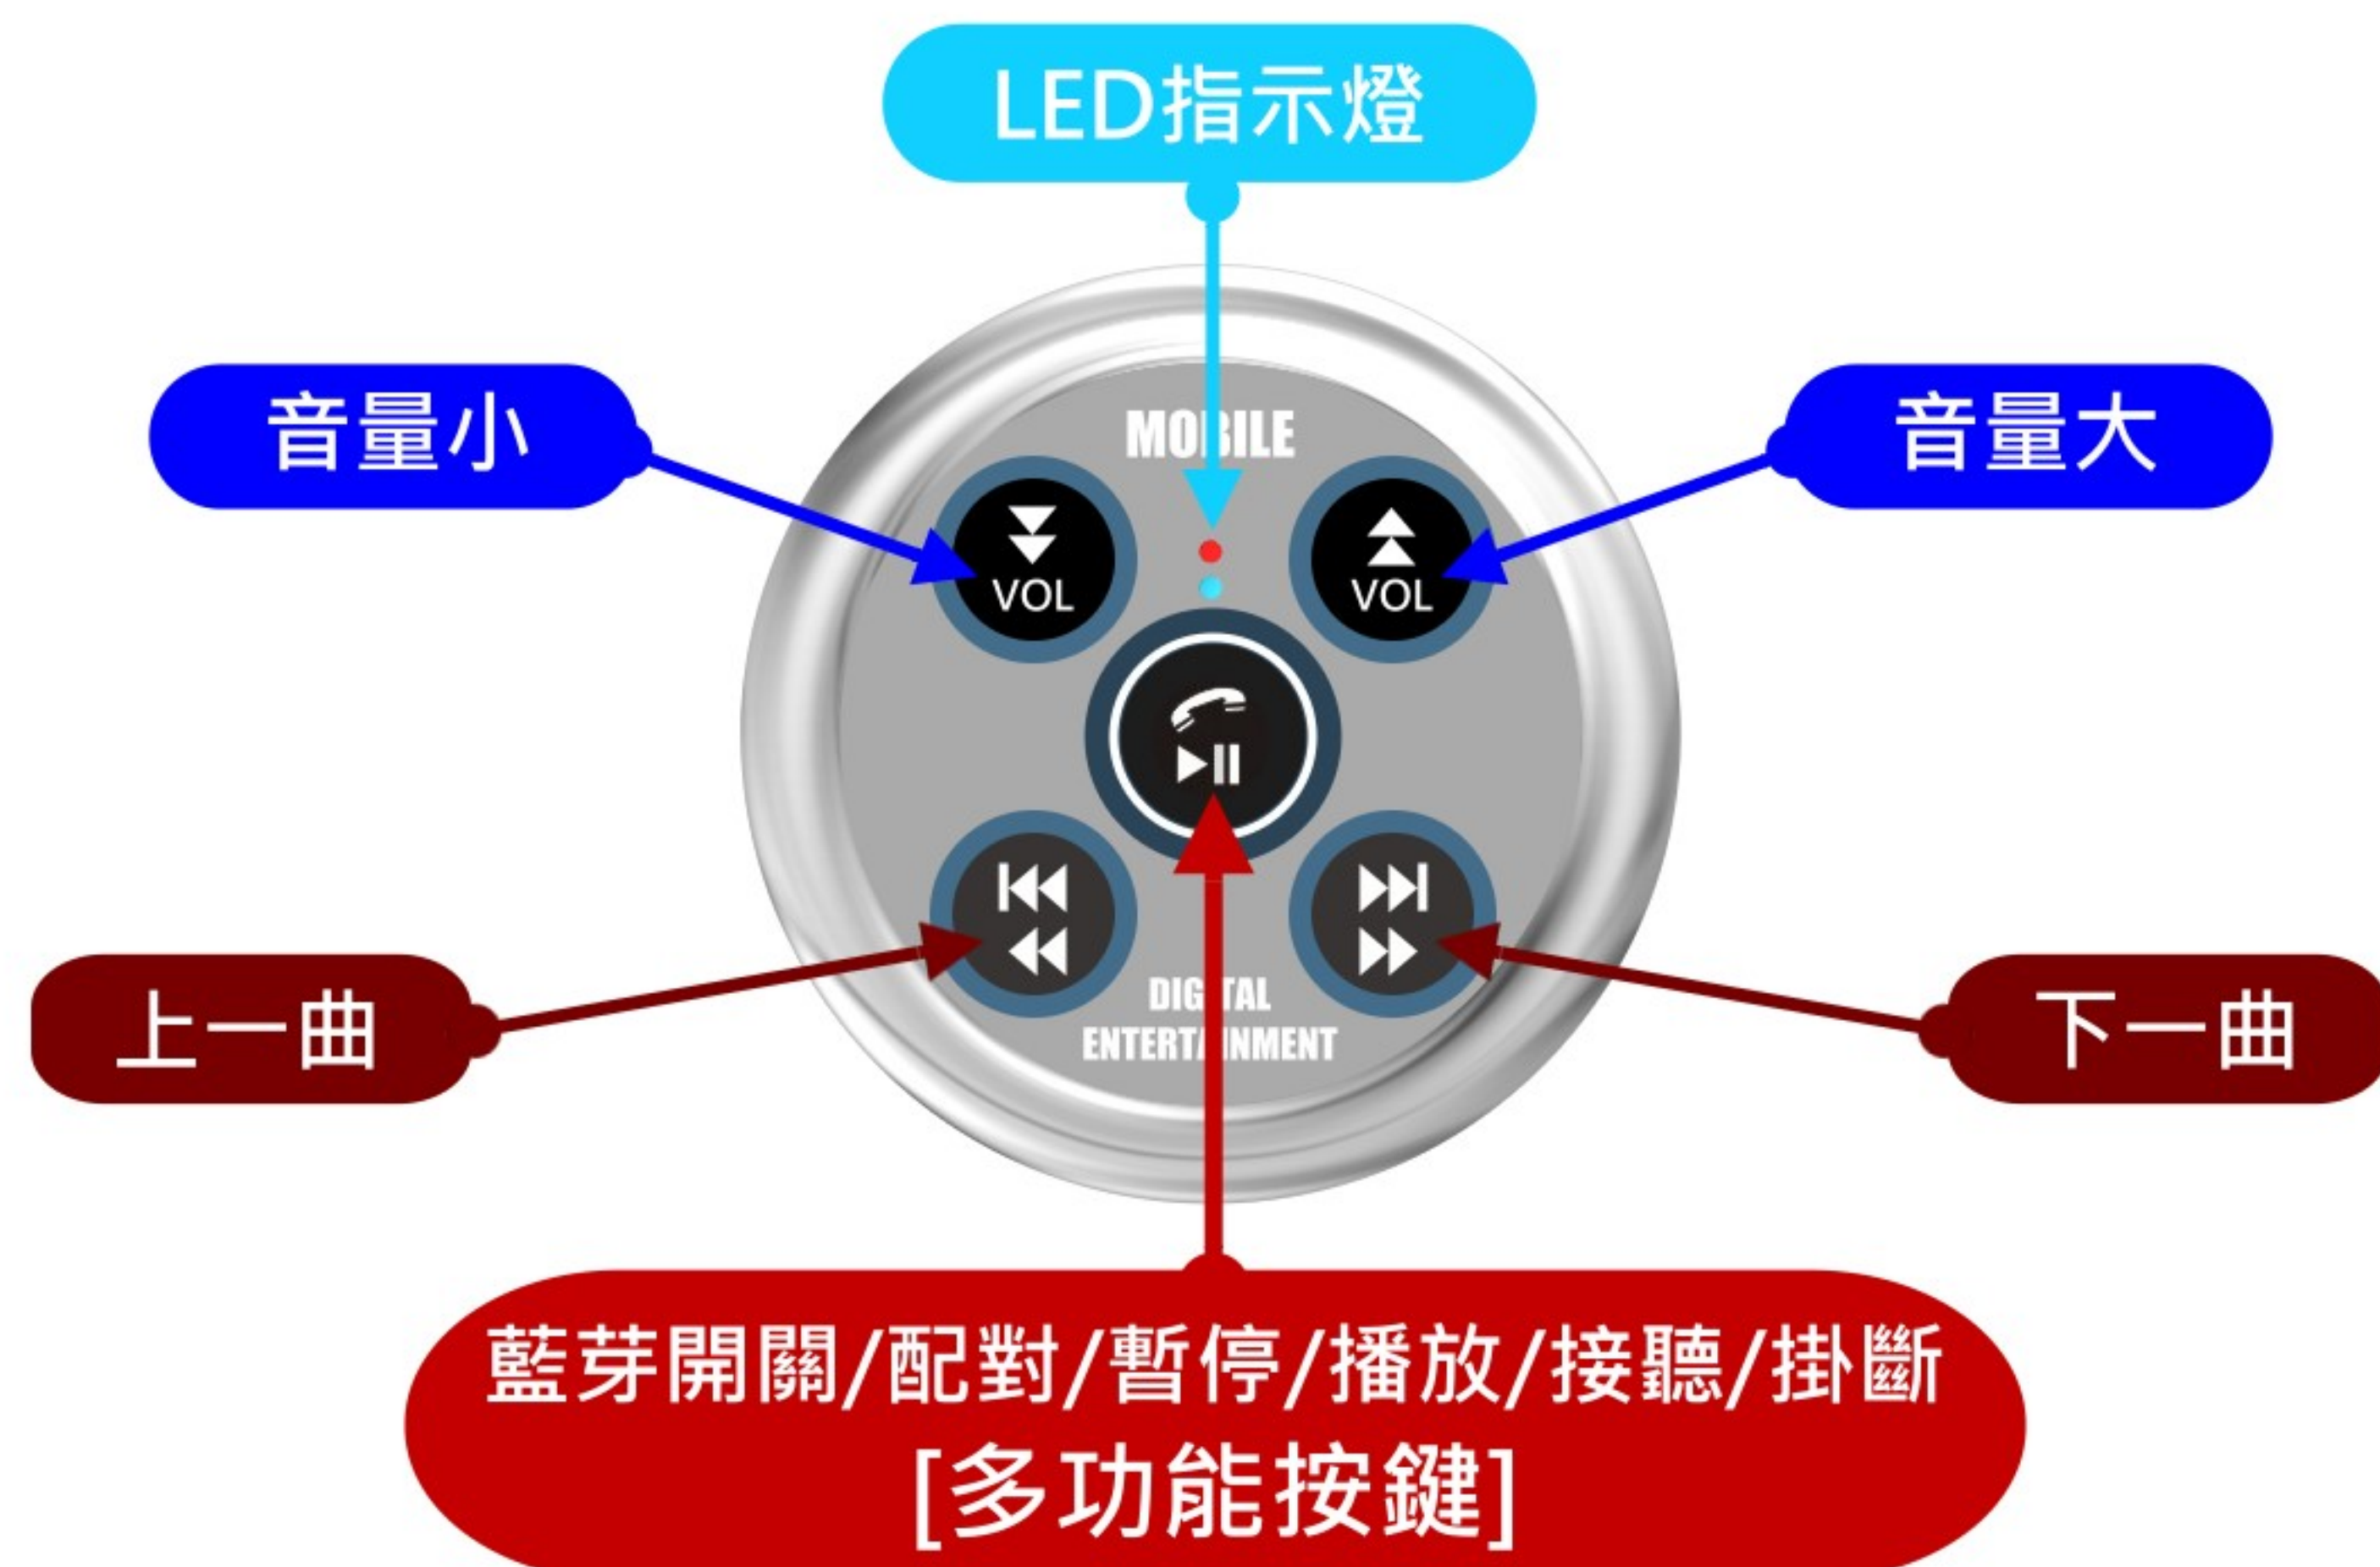 LED指示燈
音量小
音量大
MOBILE
VOL
VOL
上一曲
下一曲
DIGITAL
ENTERTAINMENT
藍芽開關/配對/暫停/播放/接聽/掛斷
[多功能按鍵]